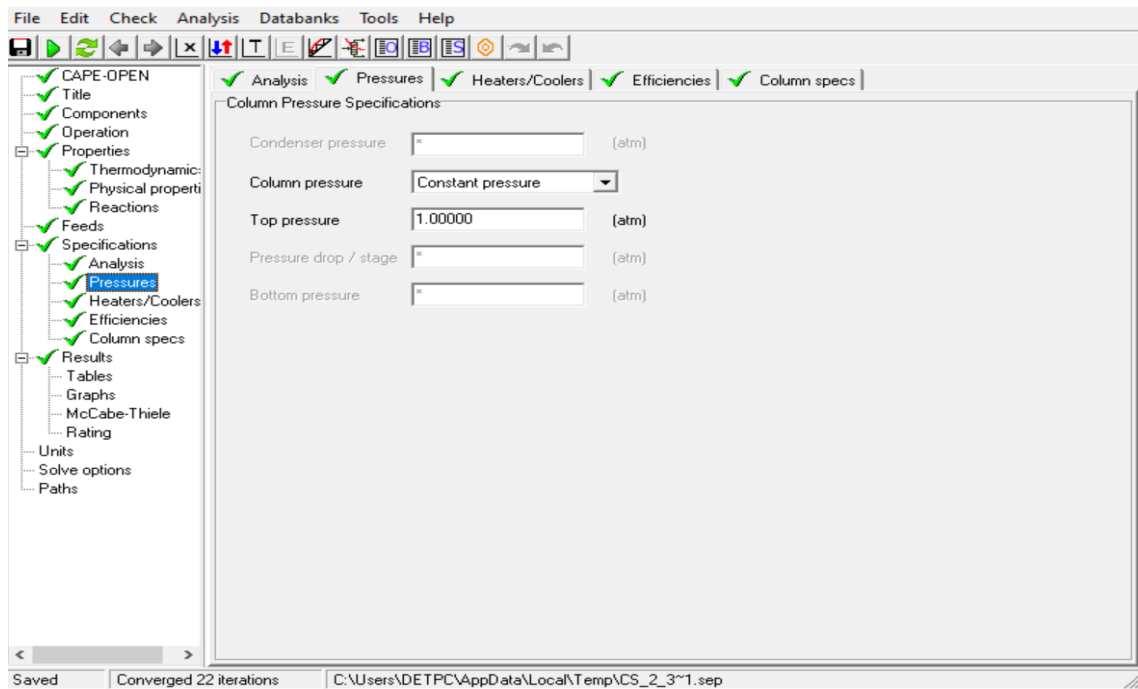 File Edit Check Analysis Databanks Tools Help
CAPE-OPEN
Title
Components
Operation
Properties
Thermodynamic:
Physical properti
Reactions
Feeds
Specifications
Analysis
Pressures
Heaters/Coolers
Efficiencies
Column specs
Results
Tables
Graphs
McCabe-Thiele
Rating
Units
Solve options
Paths
Analysis Pressures Heaters/Coolers Efficiencies Column specs
Column Pressure Specifications
Condenser pressure * (atm)
Column pressure Constant pressure
Top pressure 1.00000 (atm)
Pressure drop / stage * (atm)
Bottom pressure * (atm)
Saved Converged 22 iterations C:\Users\DETPC\AppData\Local\Temp\CS_2_3~1.sep